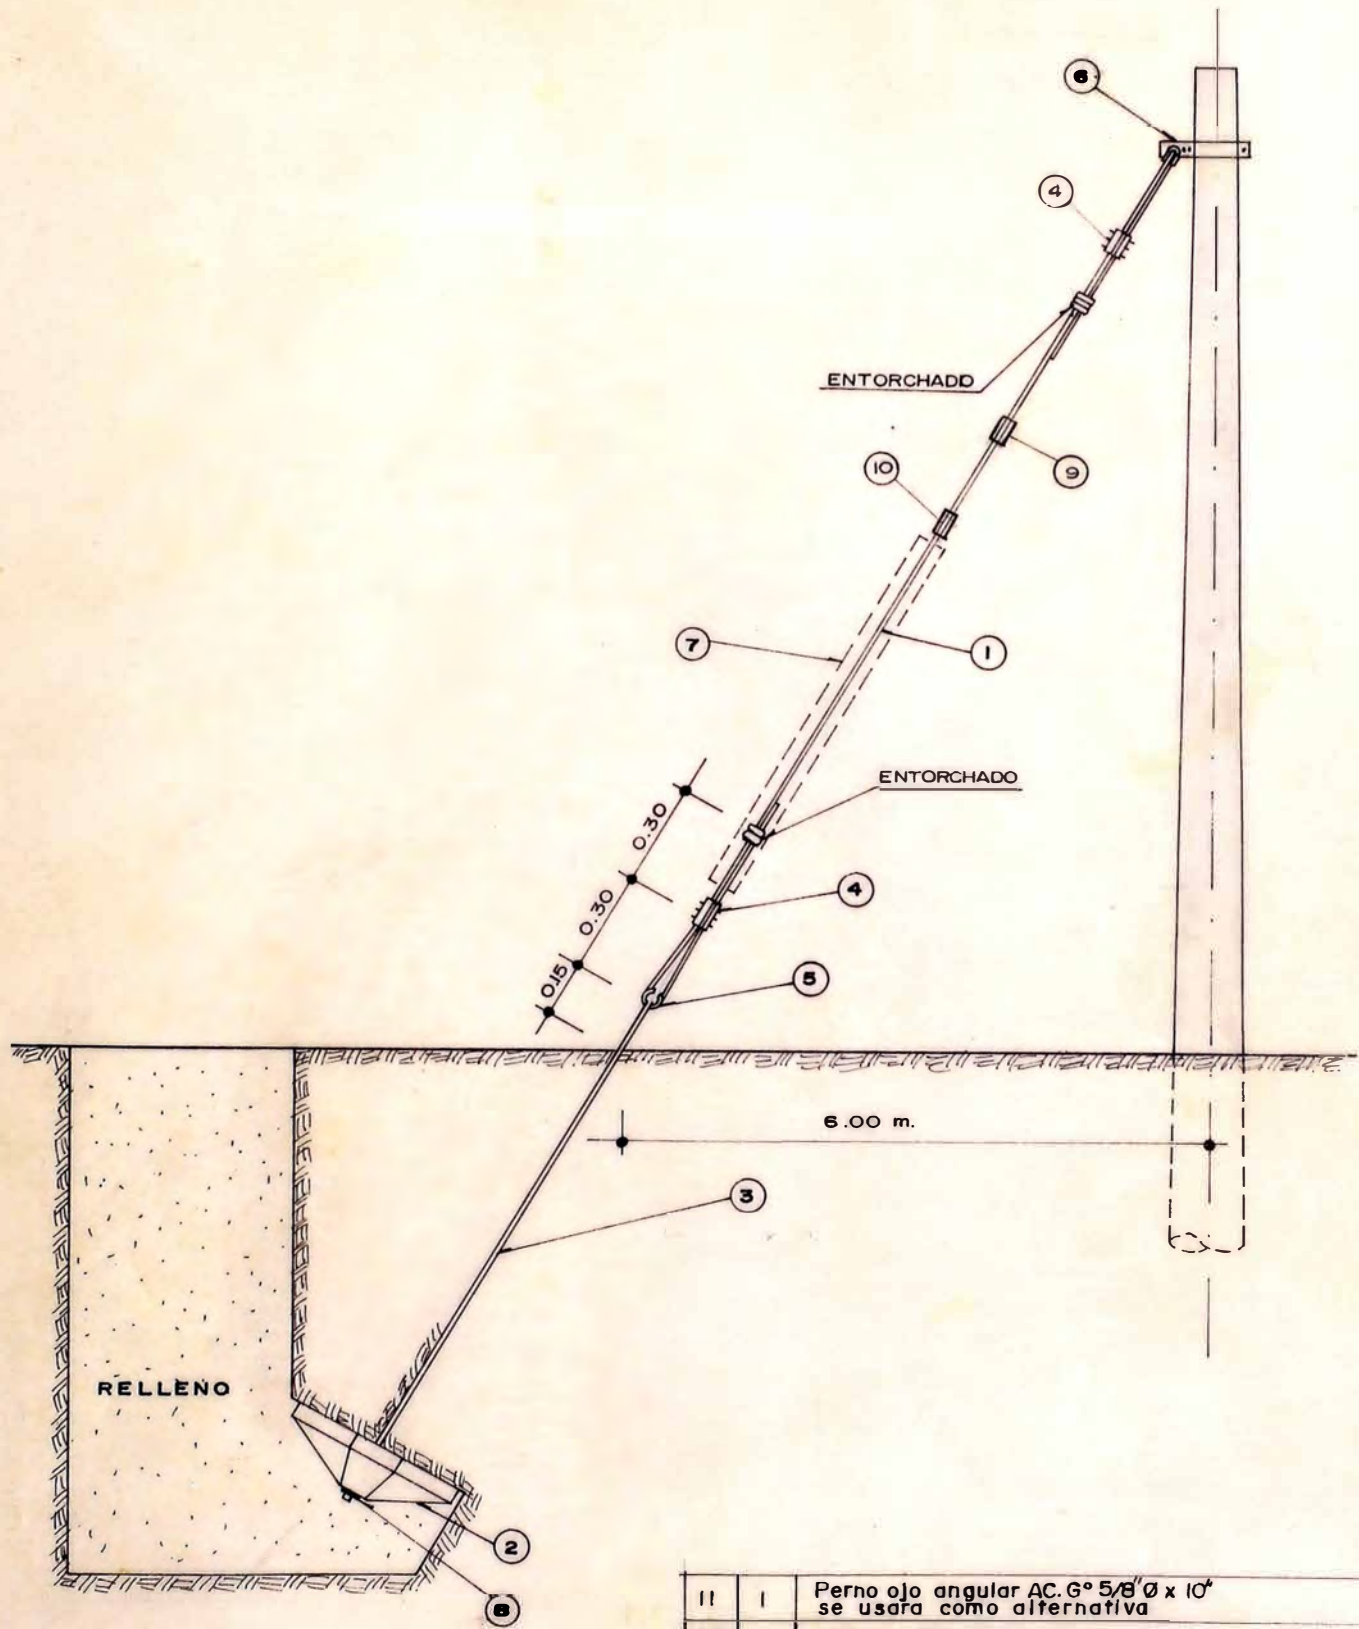 6
4
ENTORCHADO
10
9
7
1
ENTORCHADO
0.30
0.30
0.15
4
5
6.00 m.
3
RELLENO
2
8
11 1 Perno ojo angular AC. G° 5/8" Ø x 10"
se usara como alternativa